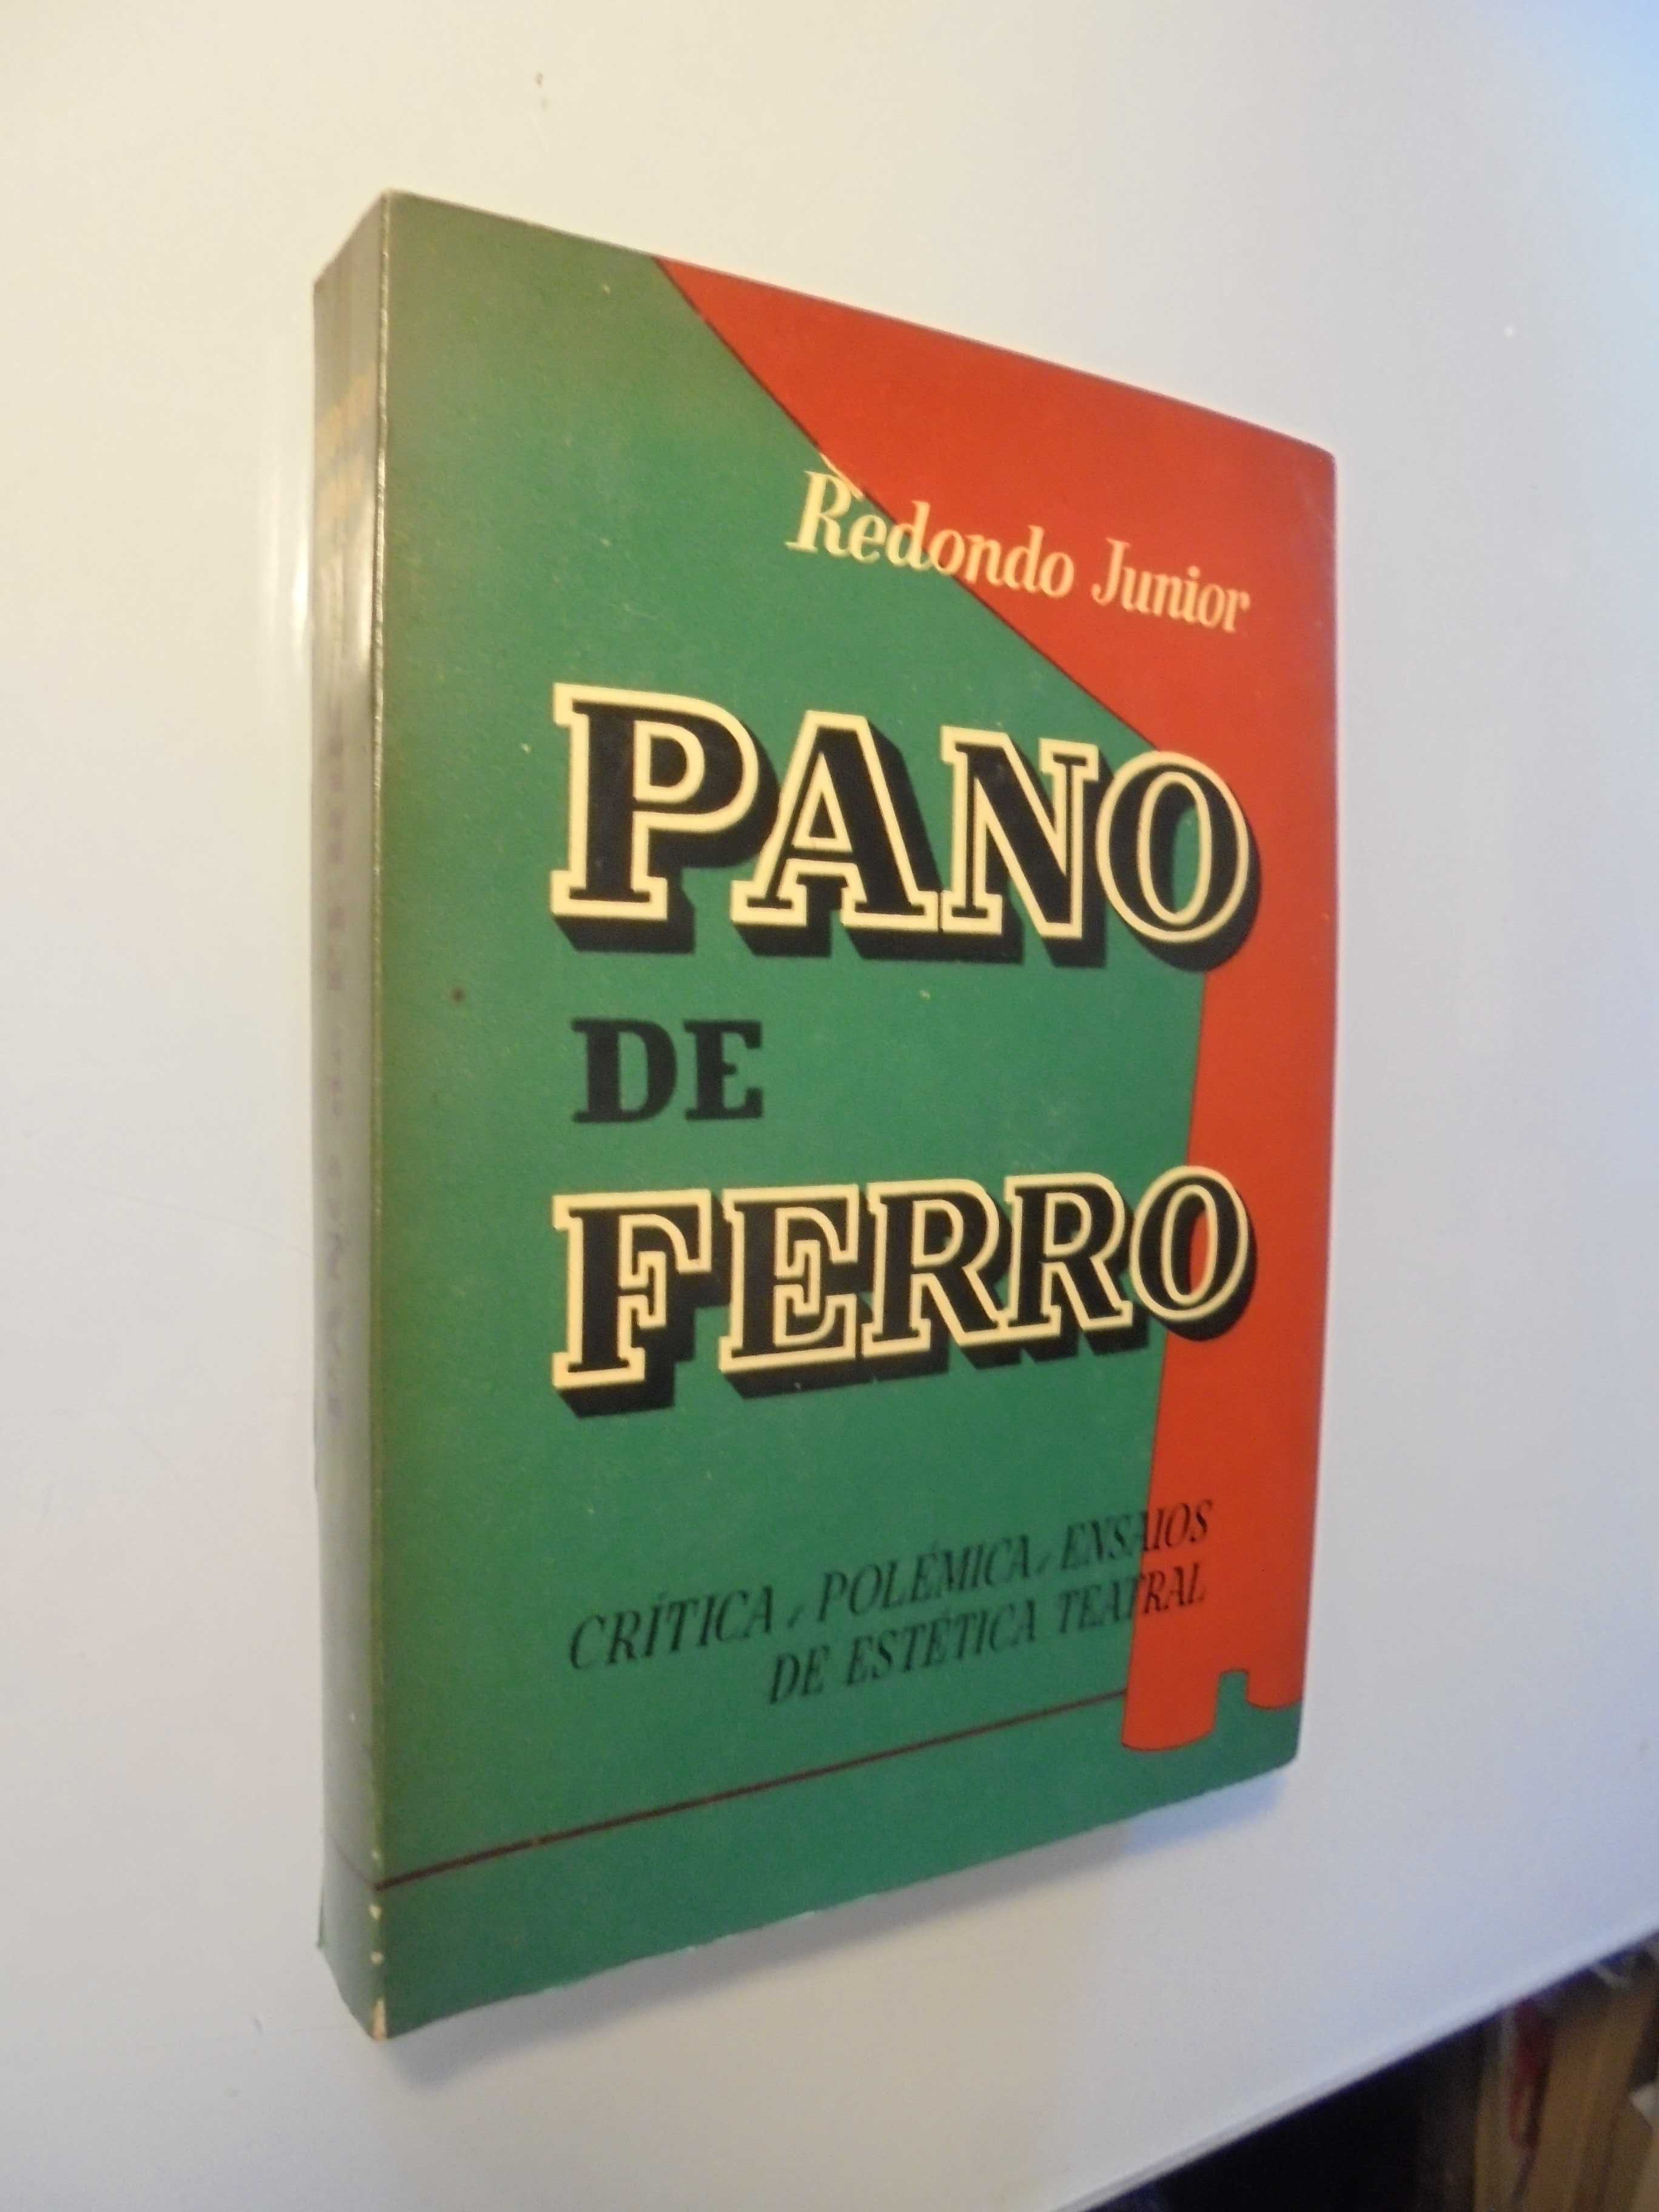 Redondo Junior
PANO
DE
FERRO
CRÍTICA, POLÉMICA, ENSAIOS
DE ESTÉTICA TEATRAL